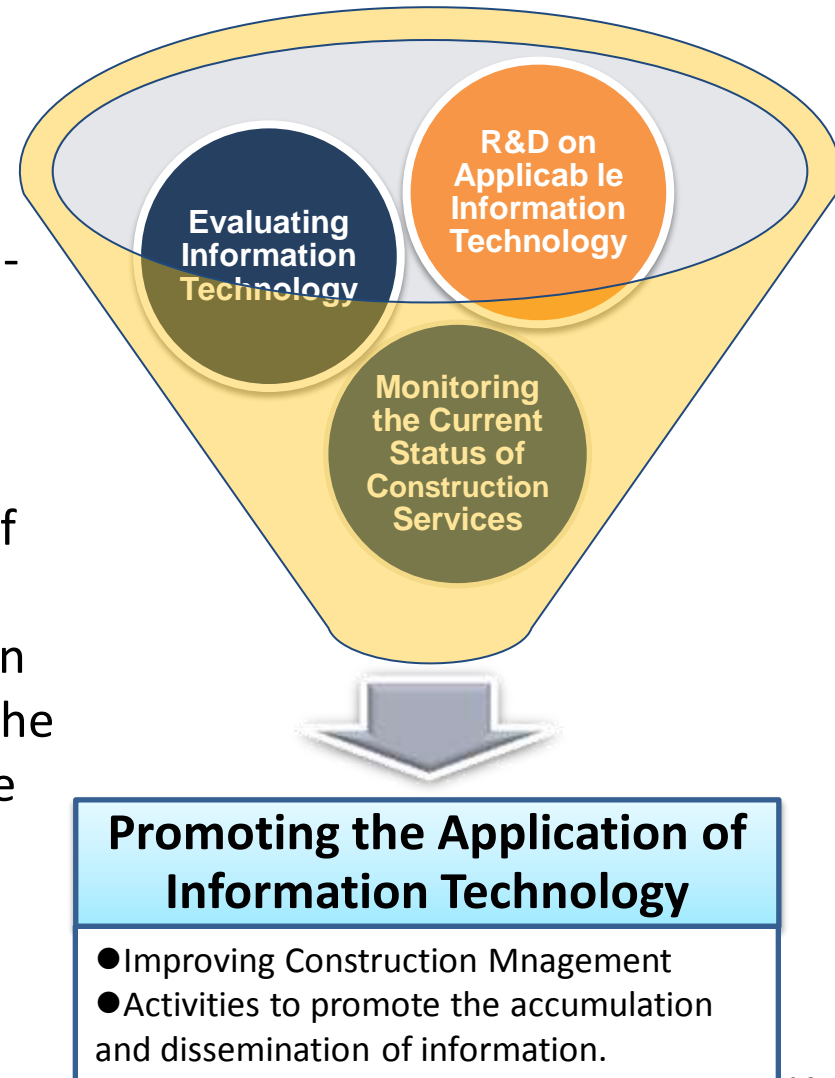 R&D on
Applicab le
Information
Technology
Evaluating
Information
Technology
-
Monitoring
the Current
Status of
Construction
Services
f
n
he
e
Promoting the Application of
Information Technology
●Improving Construction Mnagement
●Activities to promote the accumulation
and dissemination of information.